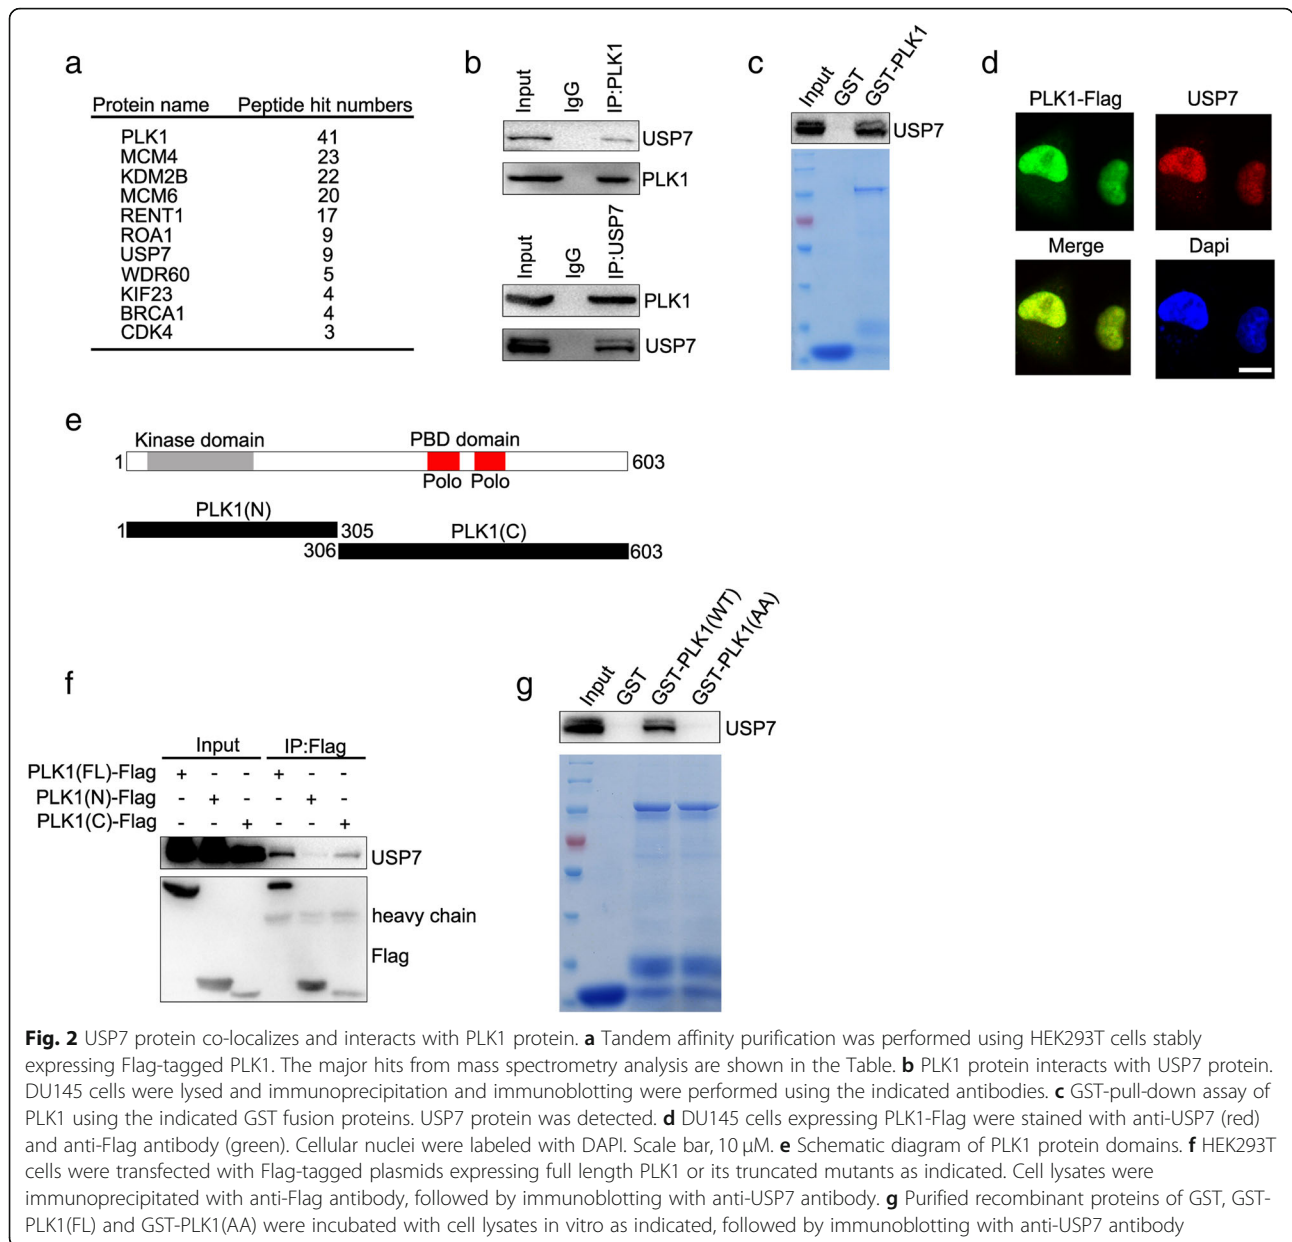 a
Protein name Peptide hit numbers
PLK1 41
MCM4 23
KDM2B 22
MCM6 20
RENT1 17
ROA1 9
USP7 9
WDR60 5
KIF23 4
BRCA1 4
CDK4 3
b
Input IgG IP:PLK1
USP7
PLK1
Input IgG IP:USP7
PLK1
USP7
c
Input GST GST-PLK1
USP7
d
PLK1-Flag USP7
Merge Dapi
e
Kinase domain PBD domain
1 603
Polo Polo
PLK1(N)
1 305 PLK1(C)
306 603
f
Input IP:Flag
PLK1(FL)-Flag + - - + - -
PLK1(N)-Flag - + - - + -
PLK1(C)-Flag - - + - - +
USP7
heavy chain
Flag
g
Input GST GST-PLK1(WT) GST-PLK1(AA)
USP7
Fig. 2 USP7 protein co-localizes and interacts with PLK1 protein. a Tandem affinity purification was performed using HEK293T cells stably
expressing Flag-tagged PLK1. The major hits from mass spectrometry analysis are shown in the Table. b PLK1 protein interacts with USP7 protein.
DU145 cells were lysed and immunoprecipitation and immunoblotting were performed using the indicated antibodies. c GST-pull-down assay of
PLK1 using the indicated GST fusion proteins. USP7 protein was detected. d DU145 cells expressing PLK1-Flag were stained with anti-USP7 (red)
and anti-Flag antibody (green). Cellular nuclei were labeled with DAPI. Scale bar, 10 μM. e Schematic diagram of PLK1 protein domains. f HEK293T
cells were transfected with Flag-tagged plasmids expressing full length PLK1 or its truncated mutants as indicated. Cell lysates were
immunoprecipitated with anti-Flag antibody, followed by immunoblotting with anti-USP7 antibody. g Purified recombinant proteins of GST, GST-
PLK1(FL) and GST-PLK1(AA) were incubated with cell lysates in vitro as indicated, followed by immunoblotting with anti-USP7 antibody